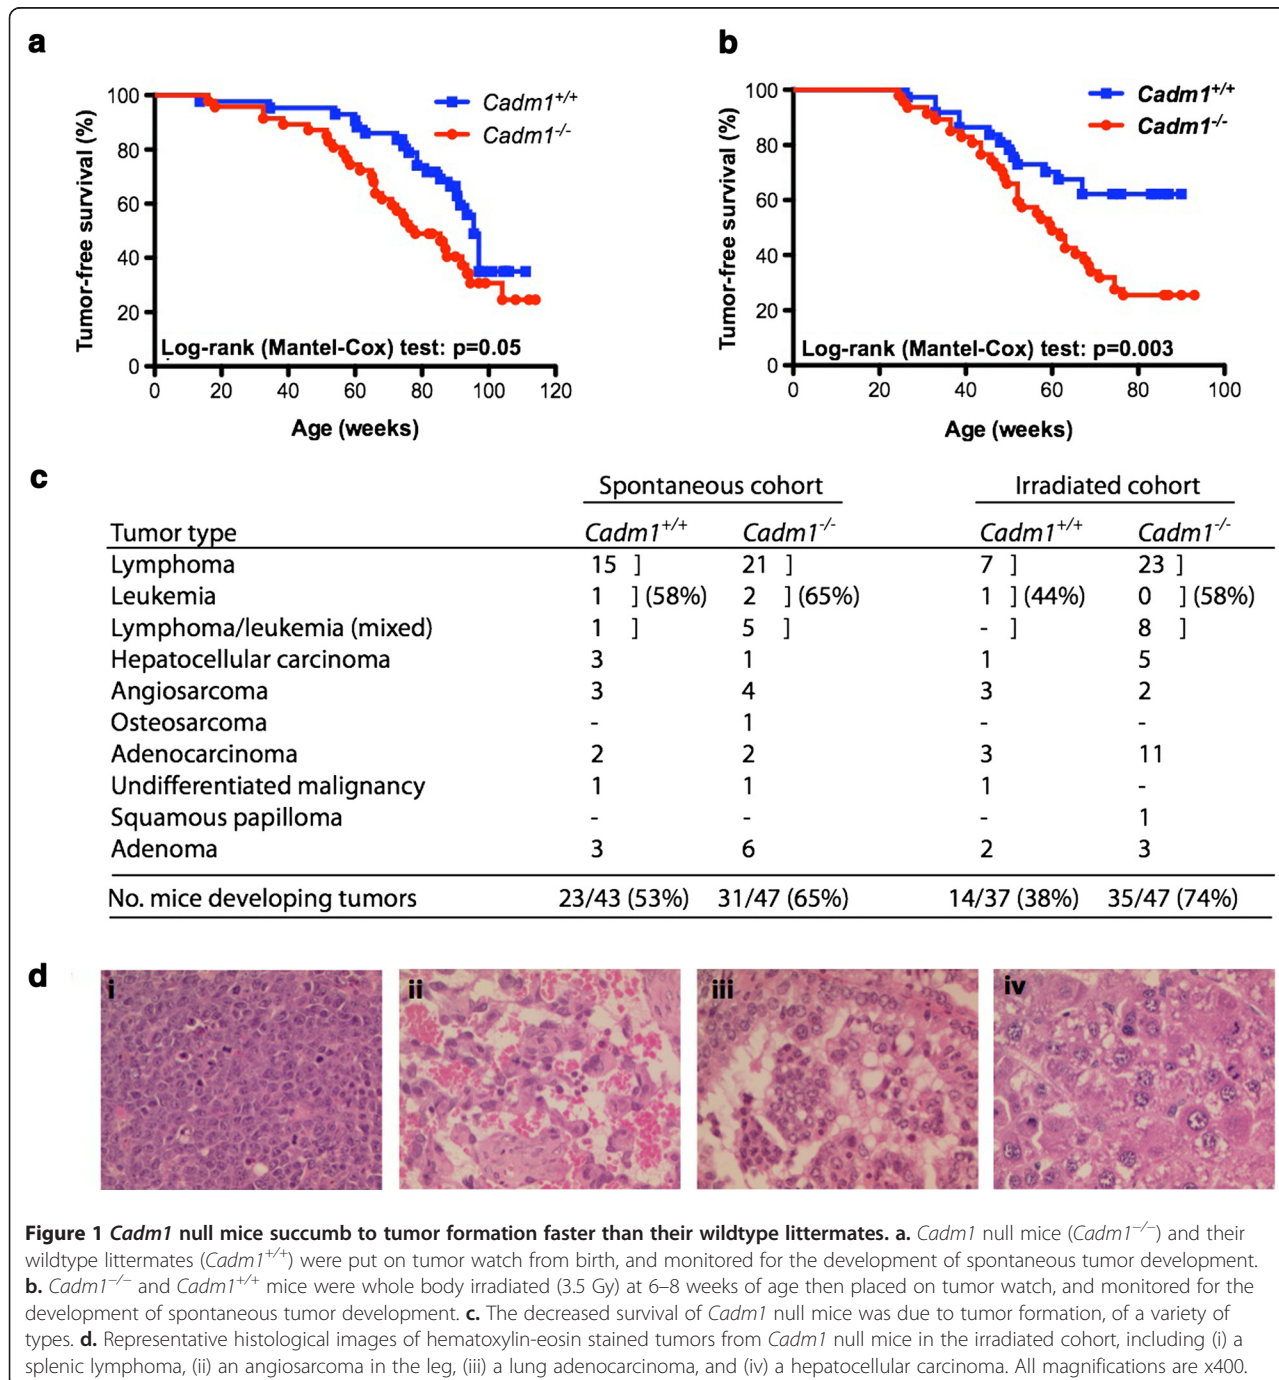 a
100
80
60
40
20
0
Tumor-free survival (%)
Cadm1+/+
Cadm1-/-
Log-rank (Mantel-Cox) test: p=0.05
0 20 40 60 80 100 120
Age (weeks)
b
100
80
60
40
20
0
Tumor-free survival (%)
Cadm1+/+
Cadm1-/-
Log-rank (Mantel-Cox) test: p=0.003
0 20 40 60 80 100
Age (weeks)
c
Spontaneous cohort Irradiated cohort
Tumor type Cadm1+/+ Cadm1-/- Cadm1+/+ Cadm1-/-
Lymphoma 15 ] 21 ] 7 ] 23 ]
Leukemia 1 ] (58%) 2 ] (65%) 1 ] (44%) 0 ] (58%)
Lymphoma/leukemia (mixed) 1 ] 5 ] - ] 8 ]
Hepatocellular carcinoma 3 1 1 5
Angiosarcoma 3 4 3 2
Osteosarcoma - 1 - -
Adenocarcinoma 2 2 3 11
Undifferentiated malignancy 1 1 1 -
Squamous papilloma - - - 1
Adenoma 3 6 2 3
No. mice developing tumors 23/43 (53%) 31/47 (65%) 14/37 (38%) 35/47 (74%)
d
i
ii
iii
iv
Figure 1 Cadm1 null mice succumb to tumor formation faster than their wildtype littermates. a. Cadm1 null mice (Cadm1−/−) and their
wildtype littermates (Cadm1+/+) were put on tumor watch from birth, and monitored for the development of spontaneous tumor development.
b. Cadm1−/− and Cadm1+/+ mice were whole body irradiated (3.5 Gy) at 6–8 weeks of age then placed on tumor watch, and monitored for the
development of spontaneous tumor development. c. The decreased survival of Cadm1 null mice was due to tumor formation, of a variety of
types. d. Representative histological images of hematoxylin-eosin stained tumors from Cadm1 null mice in the irradiated cohort, including (i) a
splenic lymphoma, (ii) an angiosarcoma in the leg, (iii) a lung adenocarcinoma, and (iv) a hepatocellular carcinoma. All magnifications are x400.